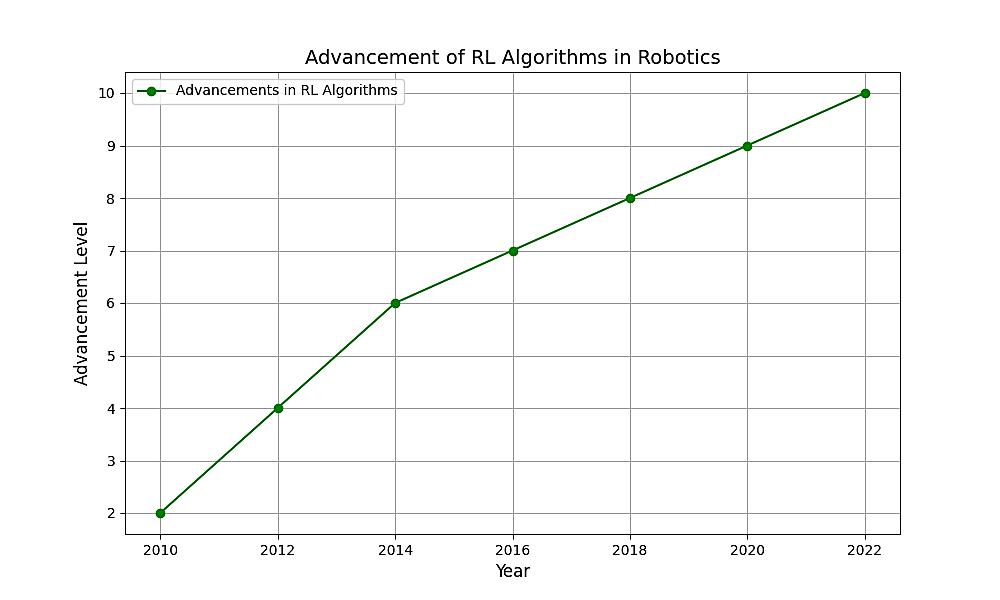 Advancement of RL Algorithms in Robotics
Advancements in RL Algorithms
10
9
8
7
6
5
4
3
2
Advancement Level
2010 2012 2014 2016 2018 2020 2022
Year